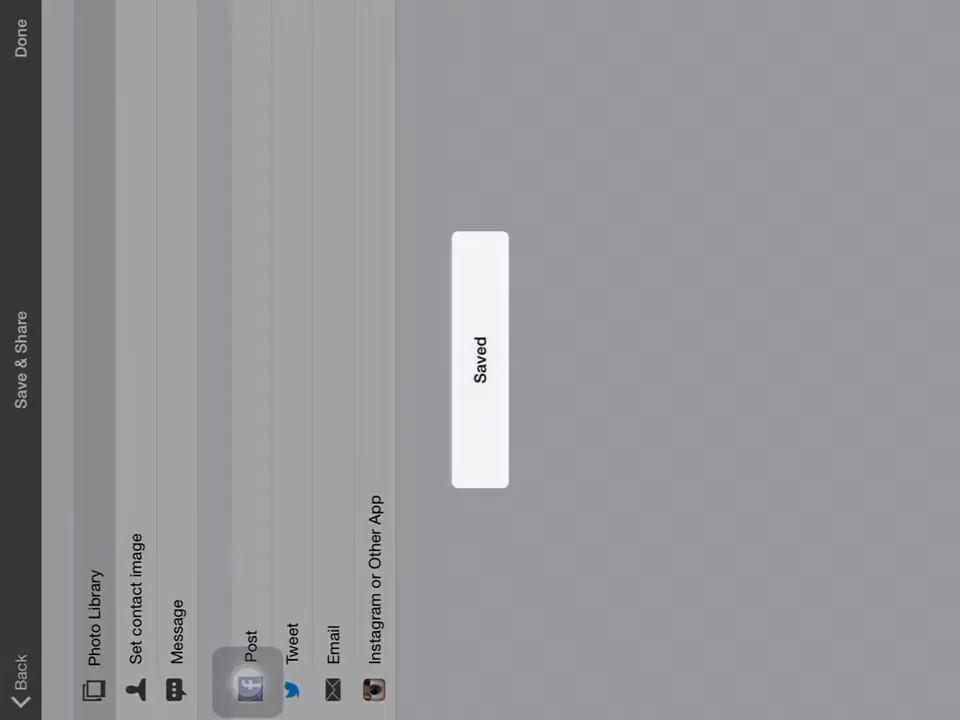 Back
Save & Share
Done
Photo Library
Set contact image
Message
Post
Tweet
Email
Instagram or Other App
Saved